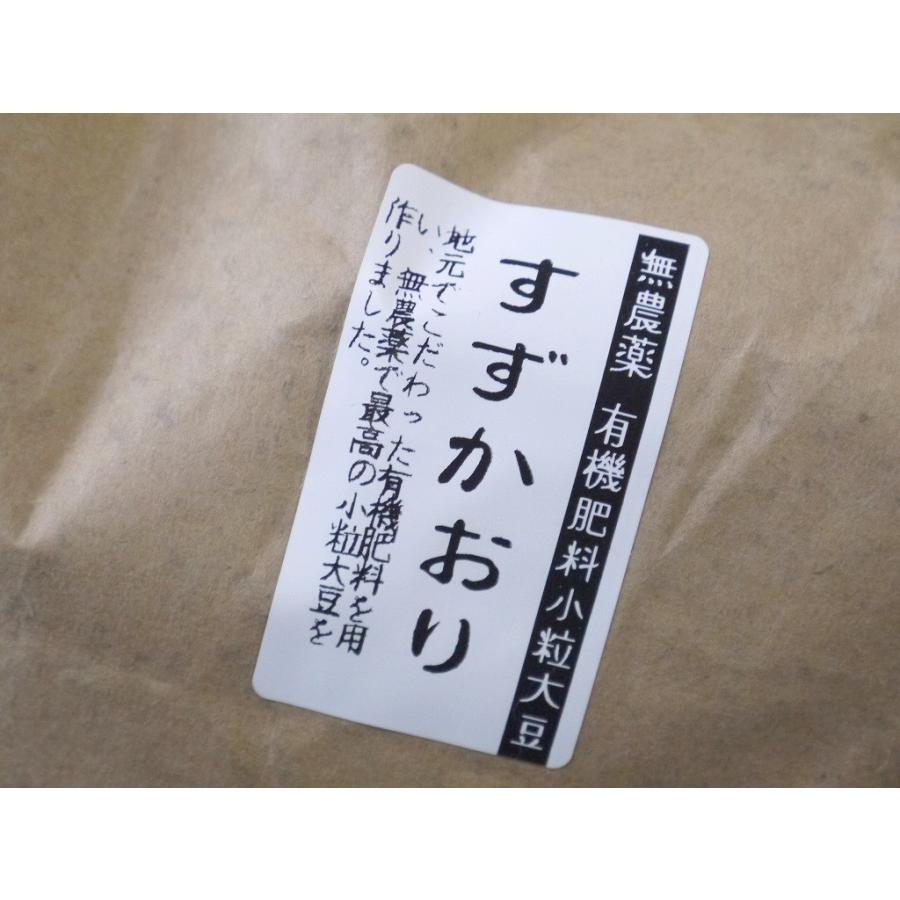 無農薬 有機肥料小粒大豆
すずかおり
地元でこだわった有機肥料を用
い、無農薬で最高の小粒大豆を
作りました。